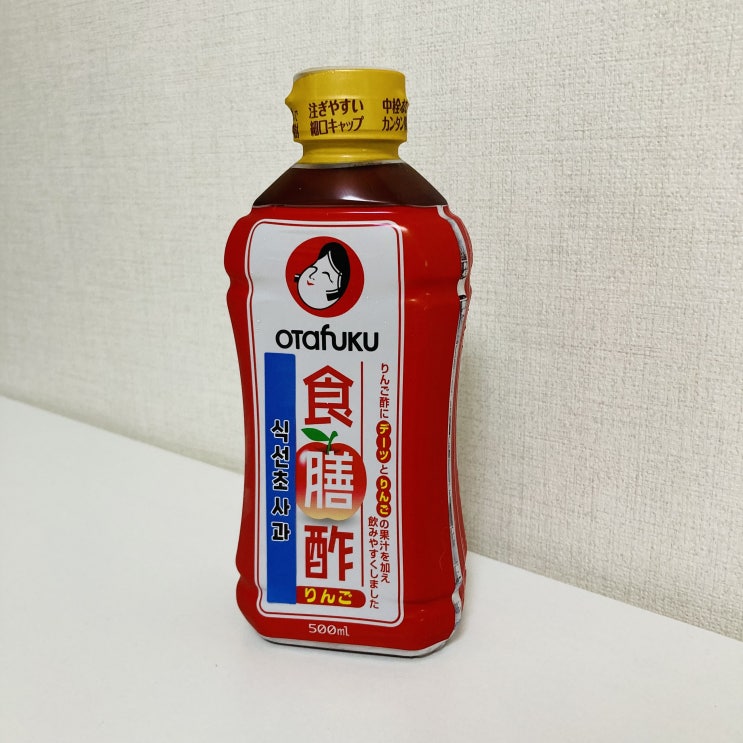 注ぎやすい
細口キャップ
中栓
カンタン
OTafUKU
食膳酢
りんご
식선초 사과
りんご酢にデーツとりんごの果汁を加え
飲みやすくしました
500ml